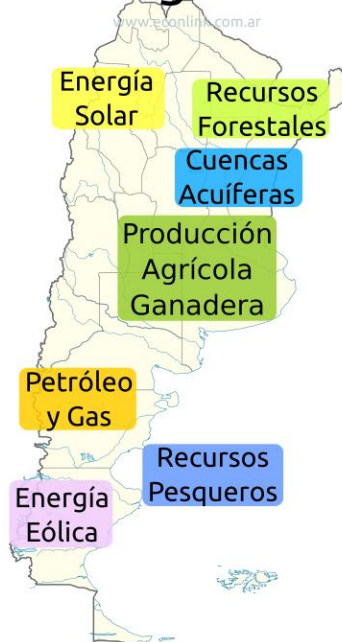 www.econlink.com.ar
Energía
Solar
Recursos
Forestales
Cuencas
Acuíferas
Producción
Agrícola
Ganadera
Petróleo
y Gas
Recursos
Pesqueros
Energía
Eólica